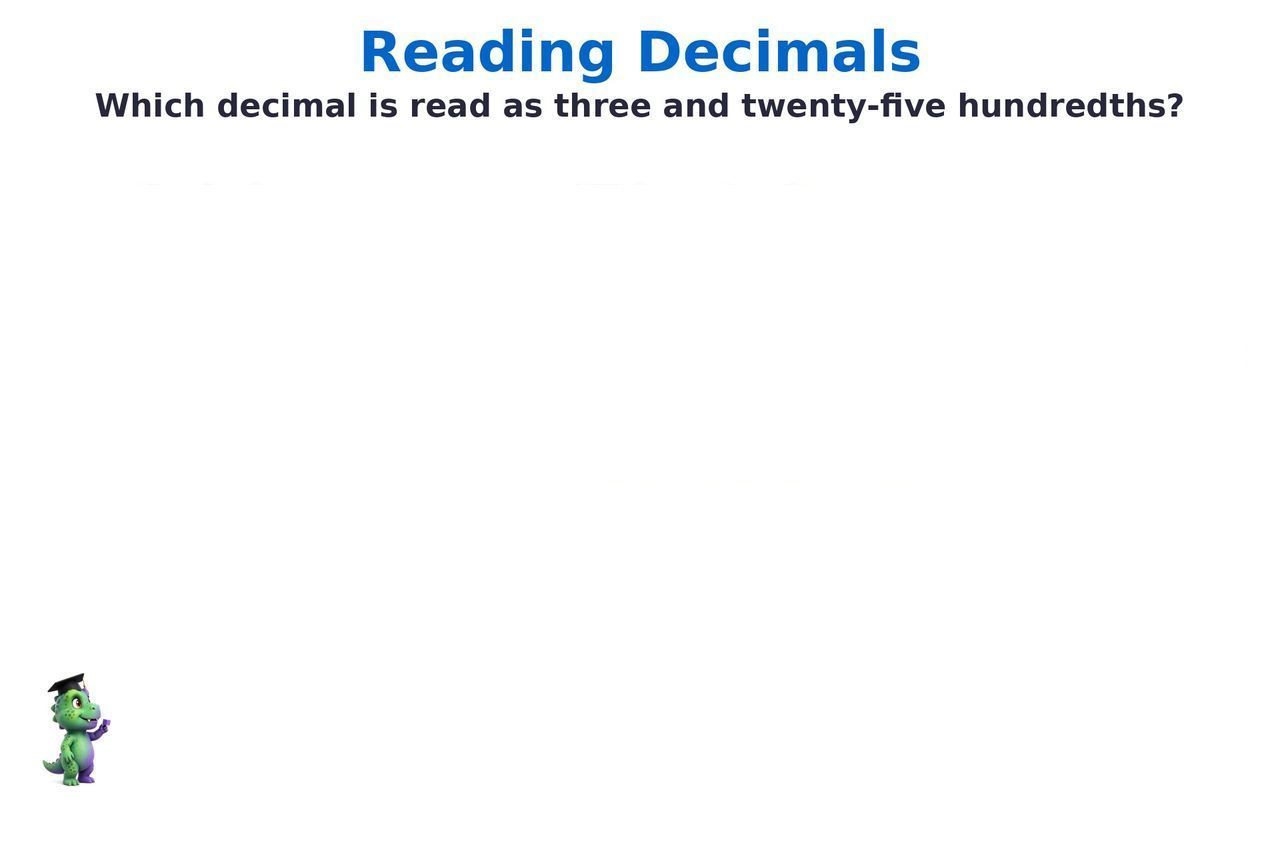 Reading Decimals
Which decimal is read as three and twenty-five hundredths?